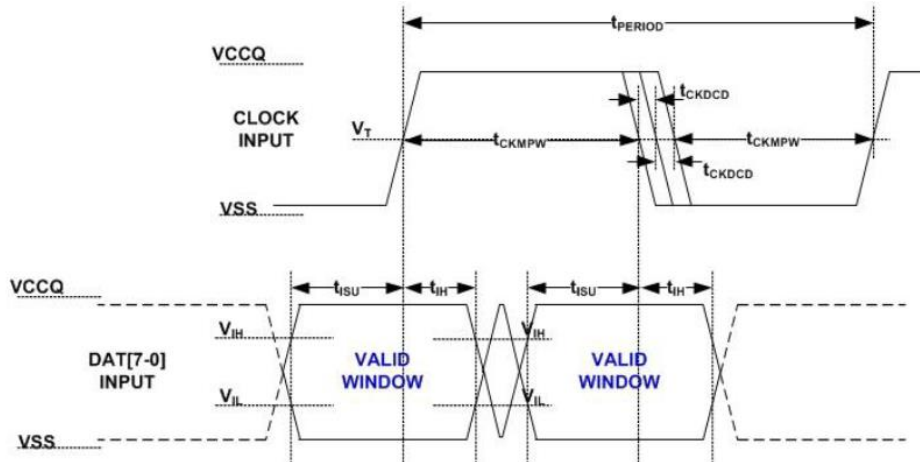 tPERIOD
VCCQ
CLOCK
INPUT
VT
tCKDCD
tCKMPW
tCKMPW
tCKDCD
VSS
VCCQ
tISU
tIH
tISU
tIH
VIH
VIH
DAT[7-0]
INPUT
VALID
WINDOW
VALID
WINDOW
VIL
VIL
VSS